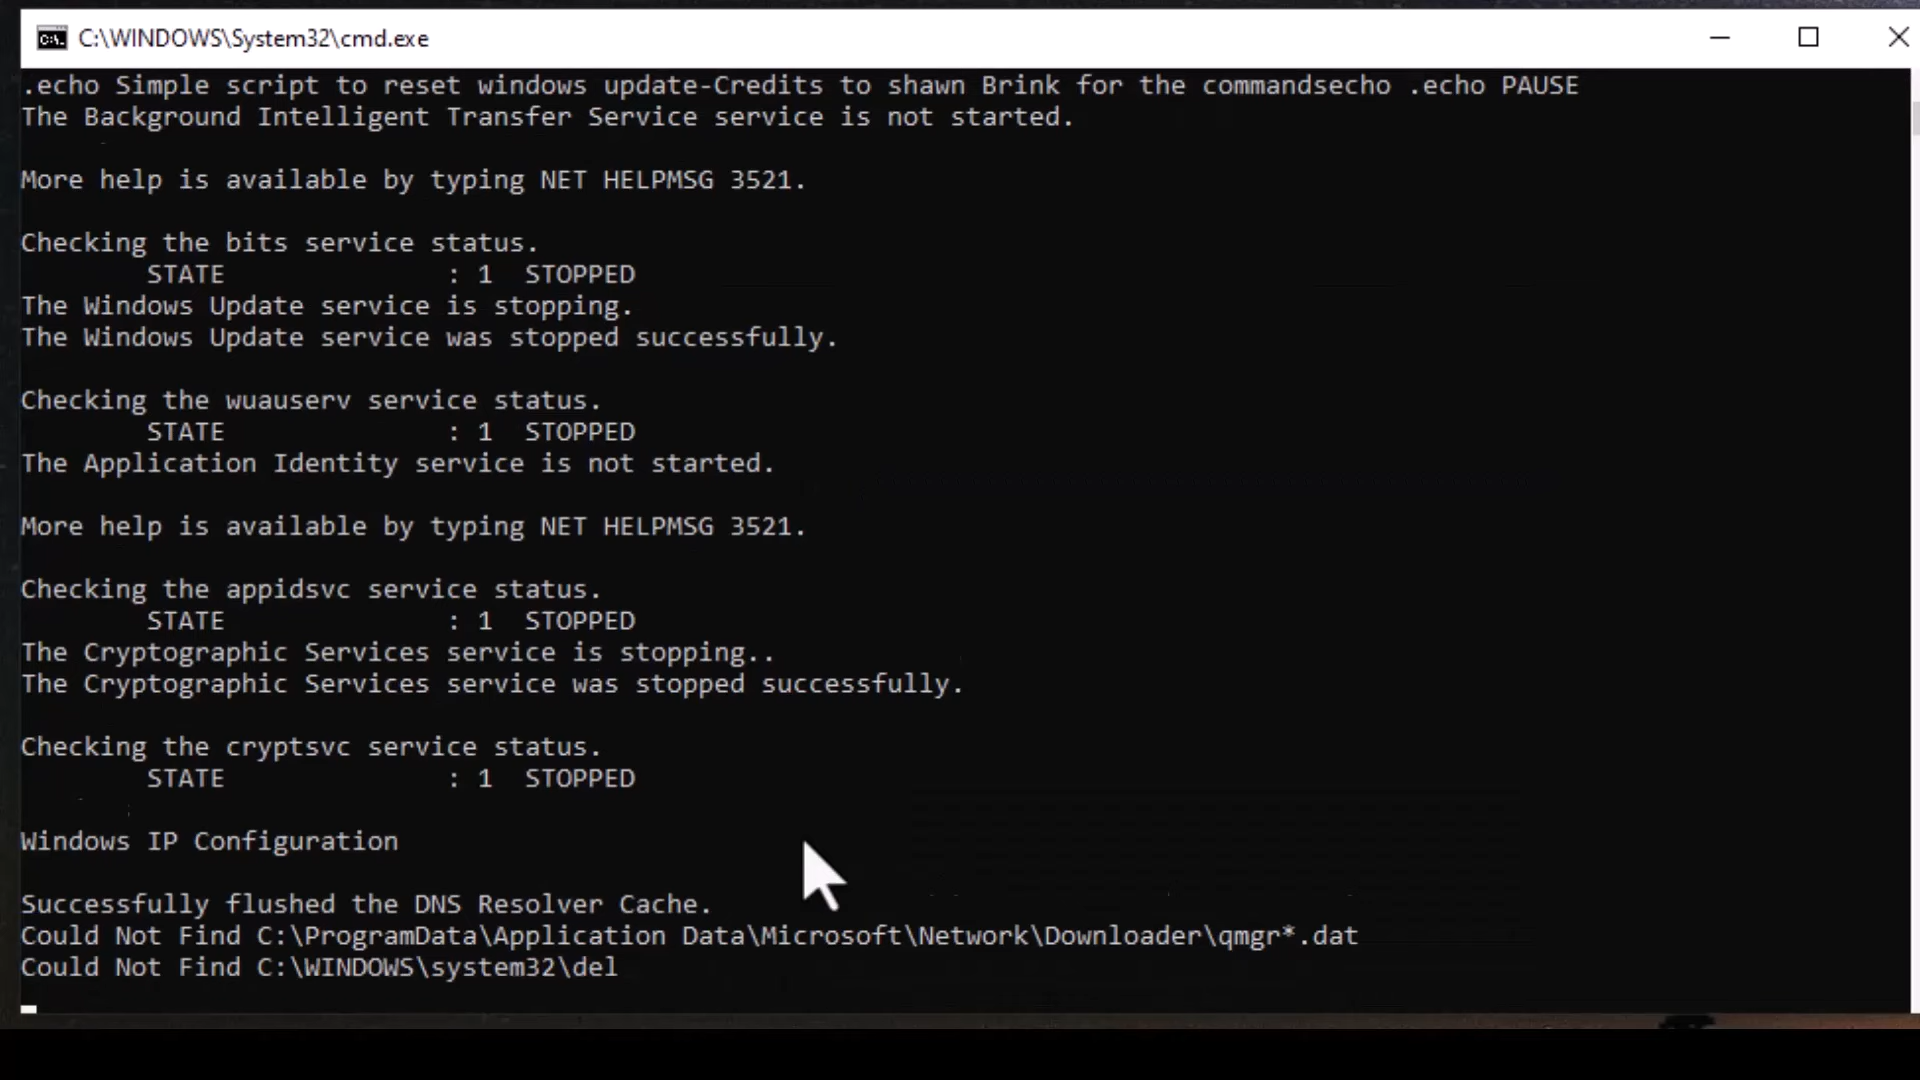 C:\WINDOWS\System32\cmd.exe
.echo Simple script to reset windows update-Credits to shawn Brink for the commandsecho .echo PAUSE
The Background Intelligent Transfer Service service is not started.
More help is available by typing NET HELPMSG 3521.
Checking the bits service status.
STATE : 1 STOPPED
The Windows Update service is stopping.
The Windows Update service was stopped successfully.
Checking the wuauserv service status.
STATE : 1 STOPPED
The Application Identity service is not started.
More help is available by typing NET HELPMSG 3521.
Checking the appidsvc service status.
STATE : 1 STOPPED
The Cryptographic Services service is stopping..
The Cryptographic Services service was stopped successfully.
Checking the cryptsvc service status.
STATE : 1 STOPPED
Windows IP Configuration
Successfully flushed the DNS Resolver Cache.
Could Not Find C:\ProgramData\Application Data\Microsoft\Network\Downloader\qmgr*.dat
Could Not Find C:\WINDOWS\system32\del